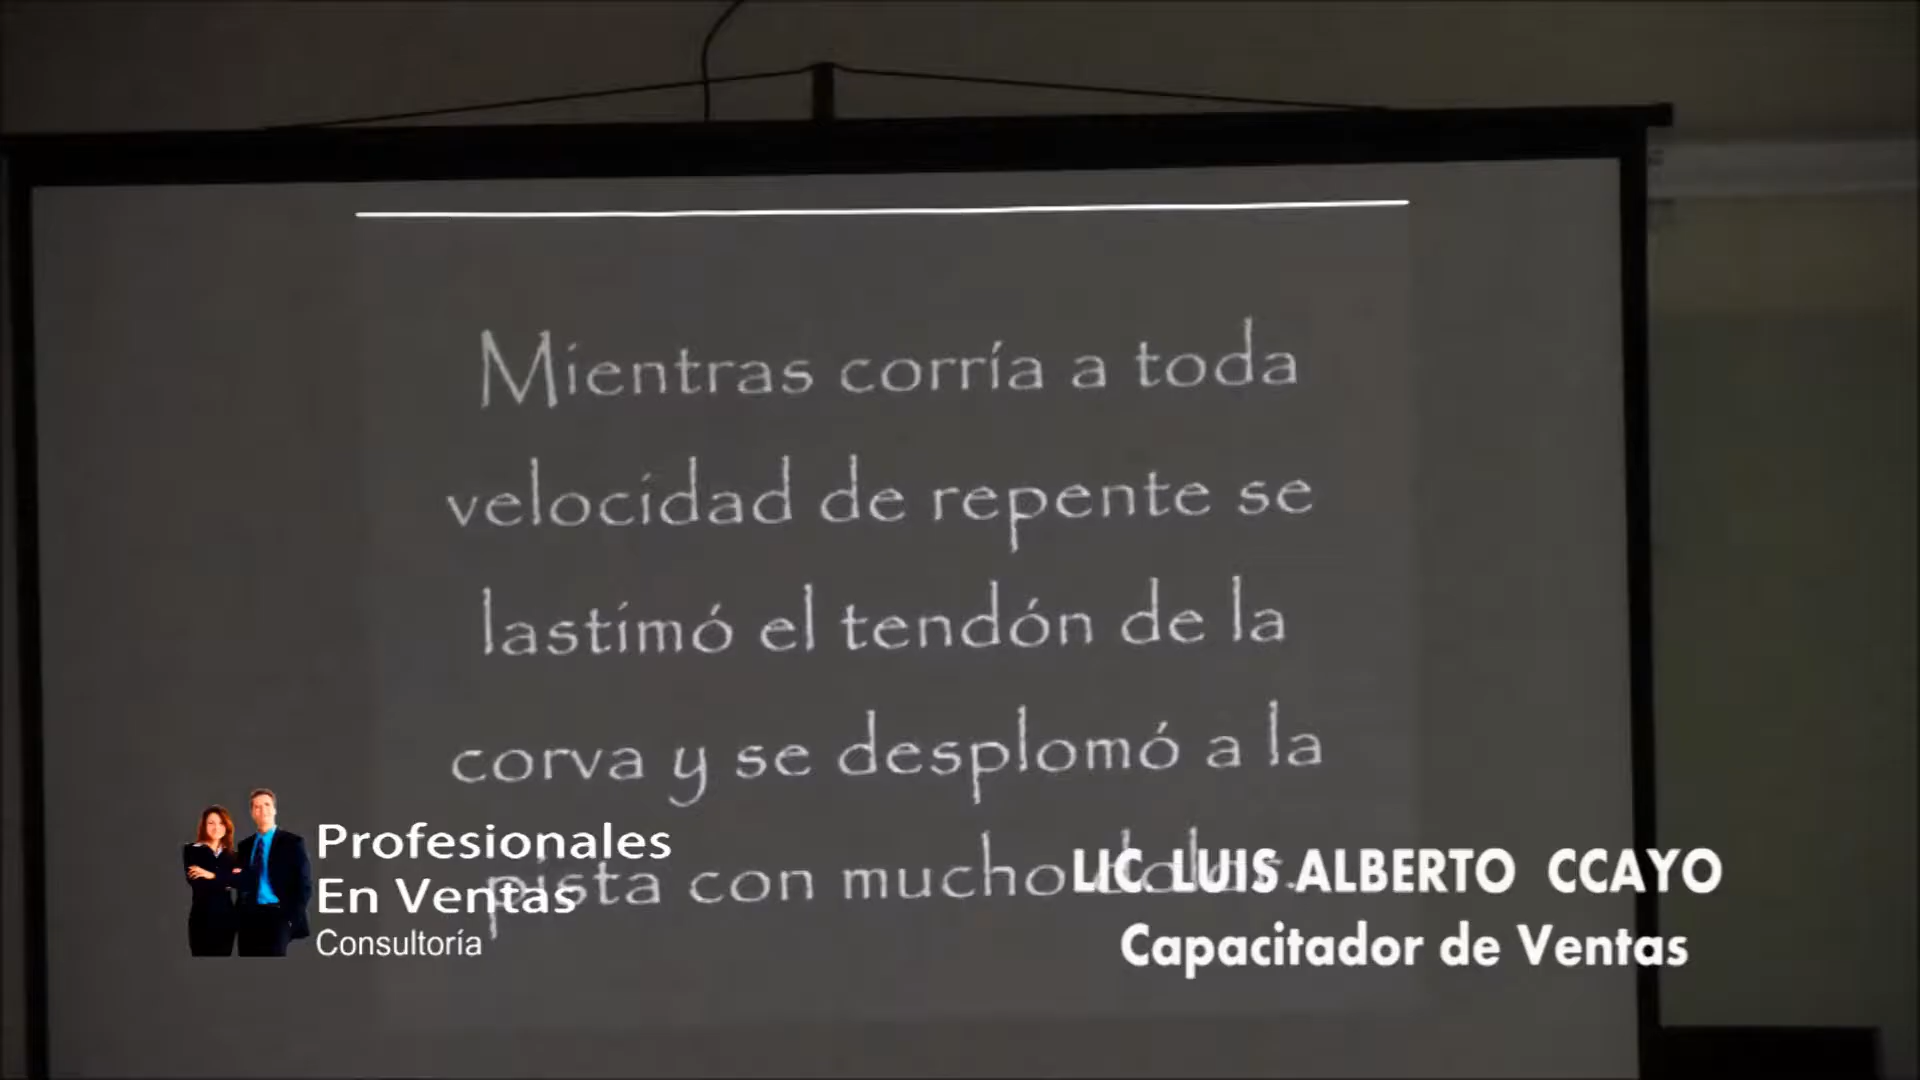 Mientras corría a toda
velocidad de repente se
lastimó el tendón de la
corva y se desplomó a la
pista con mucho dolor.
Profesionales
En Ventas
Consultoría
LIC. LUIS ALBERTO CCAYO
Capacitador de Ventas